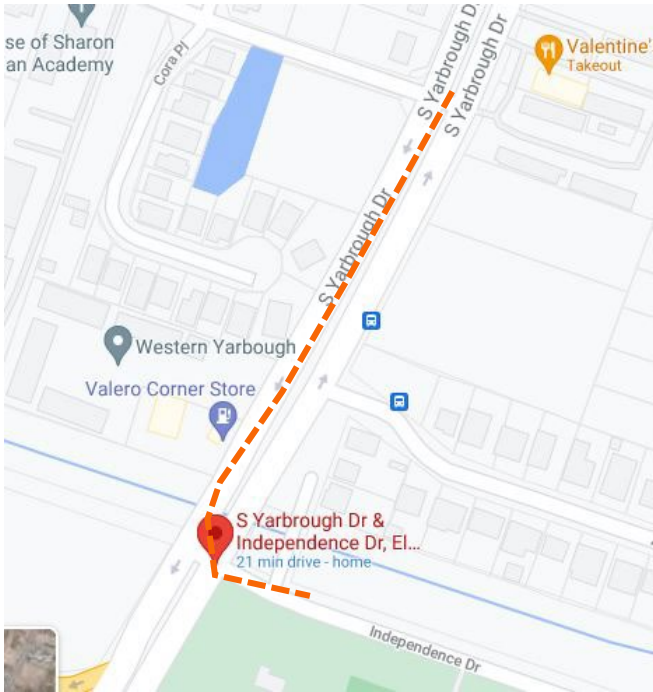 se of Sharon
an Academy
Cora Pl
S Yarbrough Dr
S Yarbrough Dr
Valentine'
Takeout
S Yarbrough Dr
Western Yarbough
Valero Corner Store
S Yarbrough Dr &
Independence Dr, El...
21 min drive - home
Independence Dr